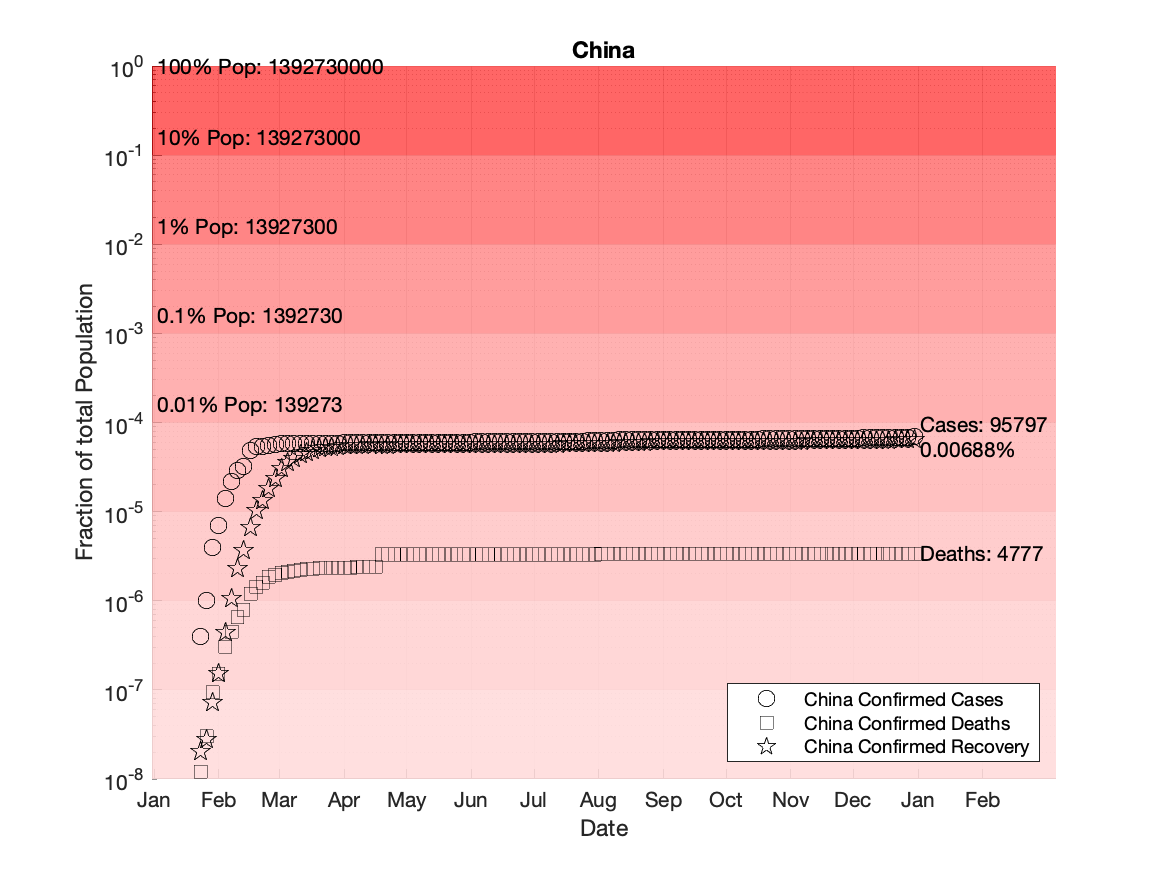 China
10^0
100% Pop: 1392730000
10% Pop: 139273000
10^-1
1% Pop: 13927300
10^-2
0.1% Pop: 1392730
10^-3
0.01% Pop: 139273
10^-4
Cases: 95797
0.00688%
10^-5
Deaths: 4777
10^-6
10^-7
10^-8
Fraction of total Population
China Confirmed Cases
China Confirmed Deaths
China Confirmed Recovery
Jan Feb Mar Apr May Jun Jul Aug Sep Oct Nov Dec Jan Feb
Date